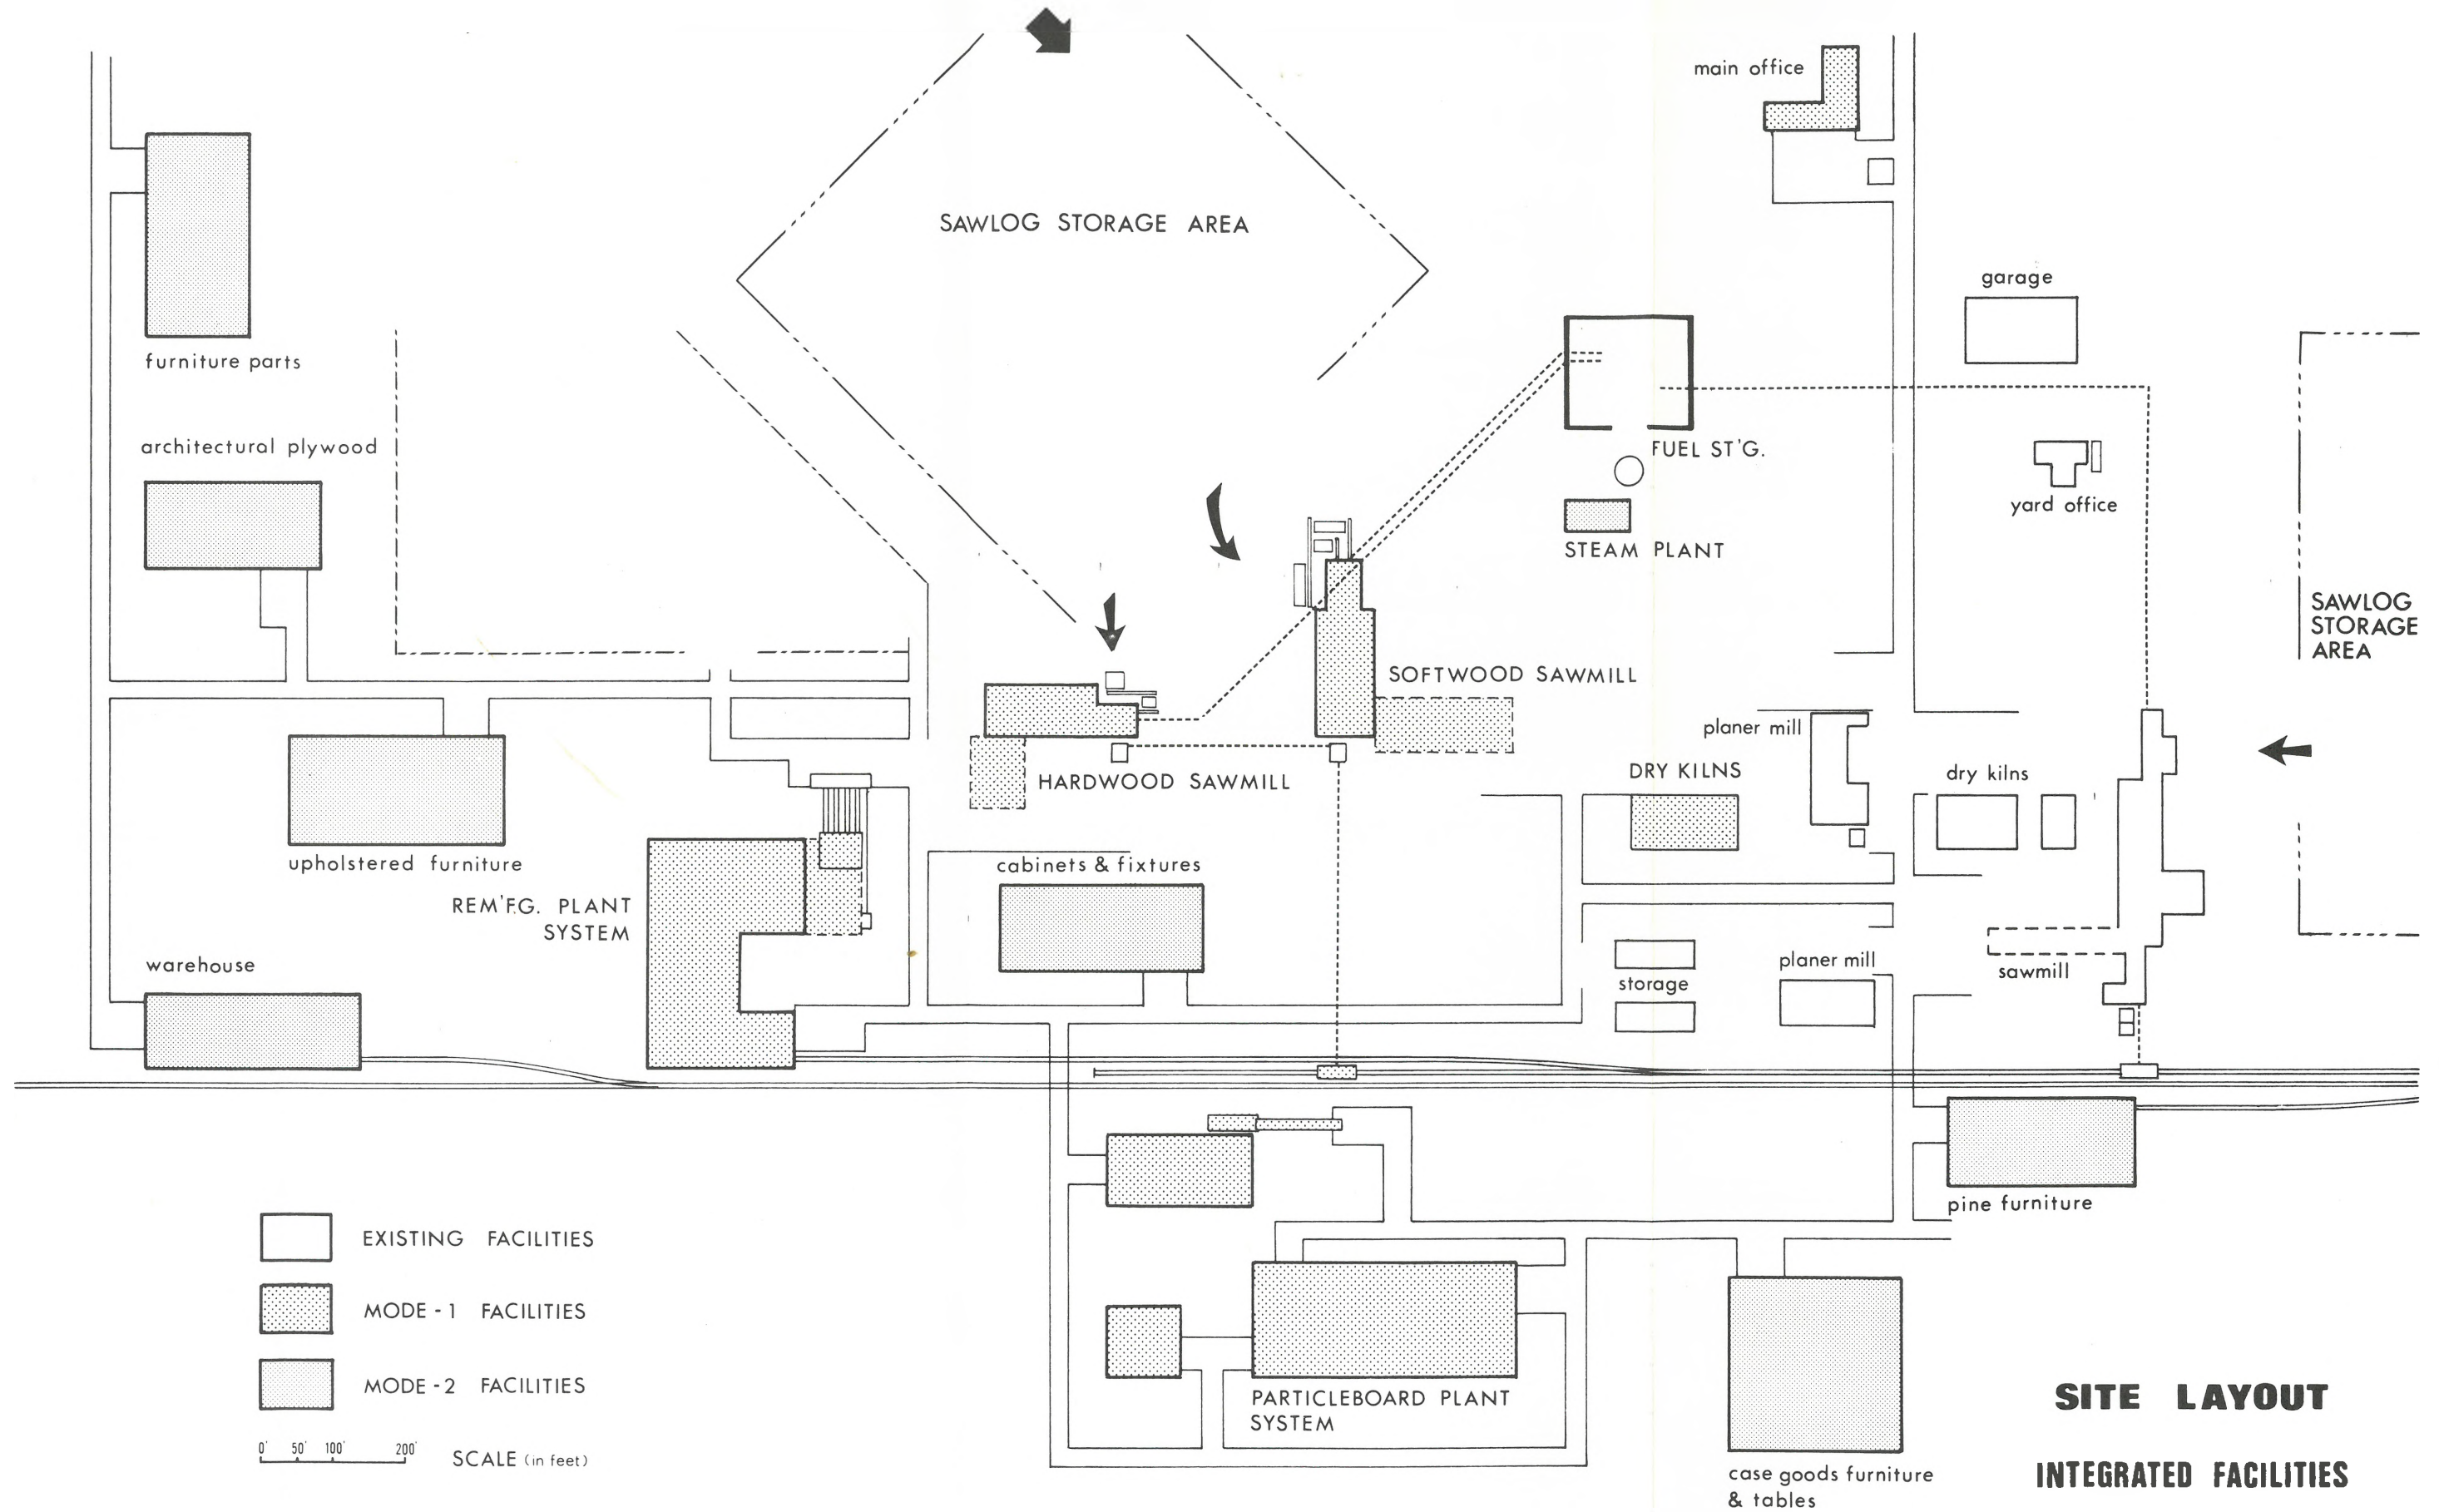 main office
SAWLOG STORAGE AREA
garage
furniture parts
architectural plywood
FUEL ST'G.
yard office
STEAM PLANT
SAWLOG
STORAGE
AREA
SOFTWOOD SAWMILL
planer mill
DRY KILNS
dry kilns
HARDWOOD SAWMILL
upholstered furniture
cabinets & fixtures
REM'F.G. PLANT
SYSTEM
warehouse
planer mill
sawmill
storage
pine furniture
EXISTING FACILITIES
MODE - 1 FACILITIES
MODE - 2 FACILITIES
PARTICLEBOARD PLANT
SYSTEM
0' 50' 100' 200'
SCALE (in feet)
case goods furniture
& tables
SITE LAYOUT
INTEGRATED FACILITIES